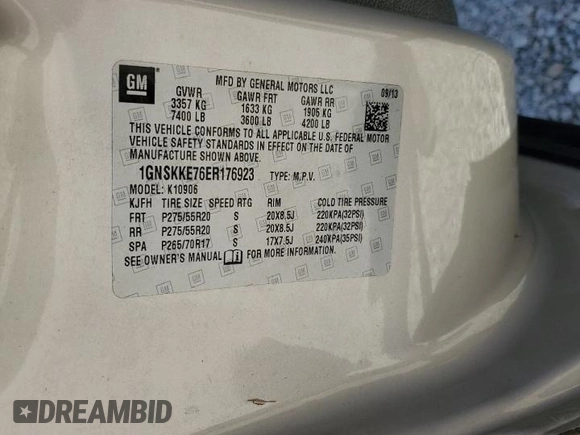 GM
MFD BY GENERAL MOTORS LLC
09/13
GVWR GAWR FRT GAWR RR
3357 KG 1633 KG 1905 KG
7400 LB 3600 LB 4200 LB
THIS VEHICLE CONFORMS TO ALL APPLICABLE U.S. FEDERAL MOTOR
VEHICLE SAFETY STANDARDS IN EFFECT ON THE DATE OF
MANUFACTURE SHOWN ABOVE.
1GNSKKE76ER176923 TYPE: M.P.V.
MODEL: K10906
KJFH TIRE SIZE SPEED RTG RIM COLD TIRE PRESSURE
FRT P275/55R20 S 20X8.5J 220KPA(32PSI)
RR P275/55R20 S 20X8.5J 220KPA(32PSI)
SPA P265/70R17 S 17X7.5J 240KPA(35PSI)
SEE OWNER'S MANUAL FOR MORE INFORMATION.
DREAMBID